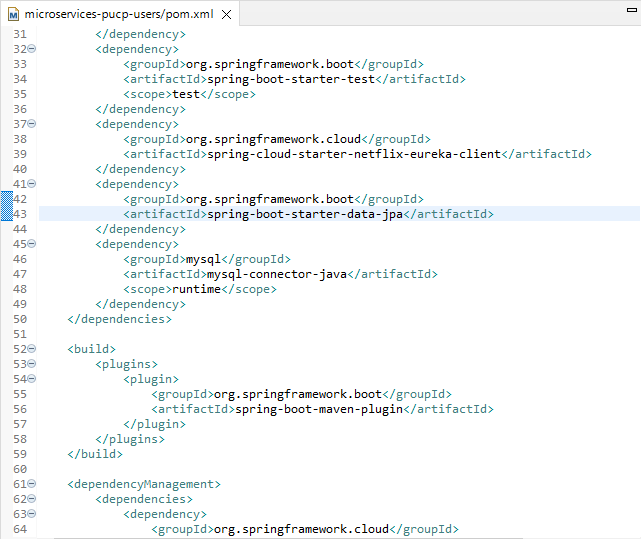 microservices-pucp-users/pom.xml
31 </dependency>
32 <dependency>
33 <groupId>org.springframework.boot</groupId>
34 <artifactId>spring-boot-starter-test</artifactId>
35 <scope>test</scope>
36 </dependency>
37 <dependency>
38 <groupId>org.springframework.cloud</groupId>
39 <artifactId>spring-cloud-starter-netflix-eureka-client</artifactId>
40 </dependency>
41 <dependency>
42 <groupId>org.springframework.boot</groupId>
43 <artifactId>spring-boot-starter-data-jpa</artifactId>
44 </dependency>
45 <dependency>
46 <groupId>mysql</groupId>
47 <artifactId>mysql-connector-java</artifactId>
48 <scope>runtime</scope>
49 </dependency>
50 </dependencies>
51
52 <build>
53 <plugins>
54 <plugin>
55 <groupId>org.springframework.boot</groupId>
56 <artifactId>spring-boot-maven-plugin</artifactId>
57 </plugin>
58 </plugins>
59 </build>
60
61 <dependencyManagement>
62 <dependencies>
63 <dependency>
64 <groupId>org.springframework.cloud</groupId>